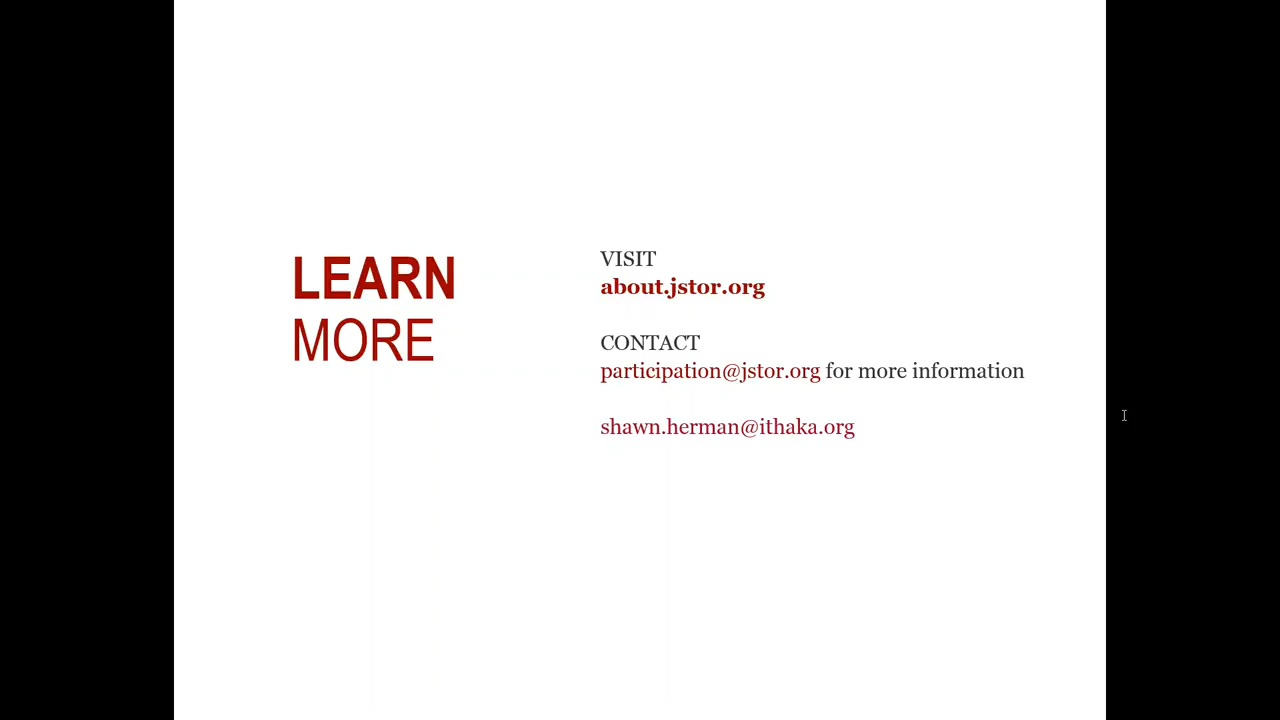 LEARN
MORE
VISIT
about.jstor.org
CONTACT
participation@jstor.org for more information
shawn.herman@ithaka.org